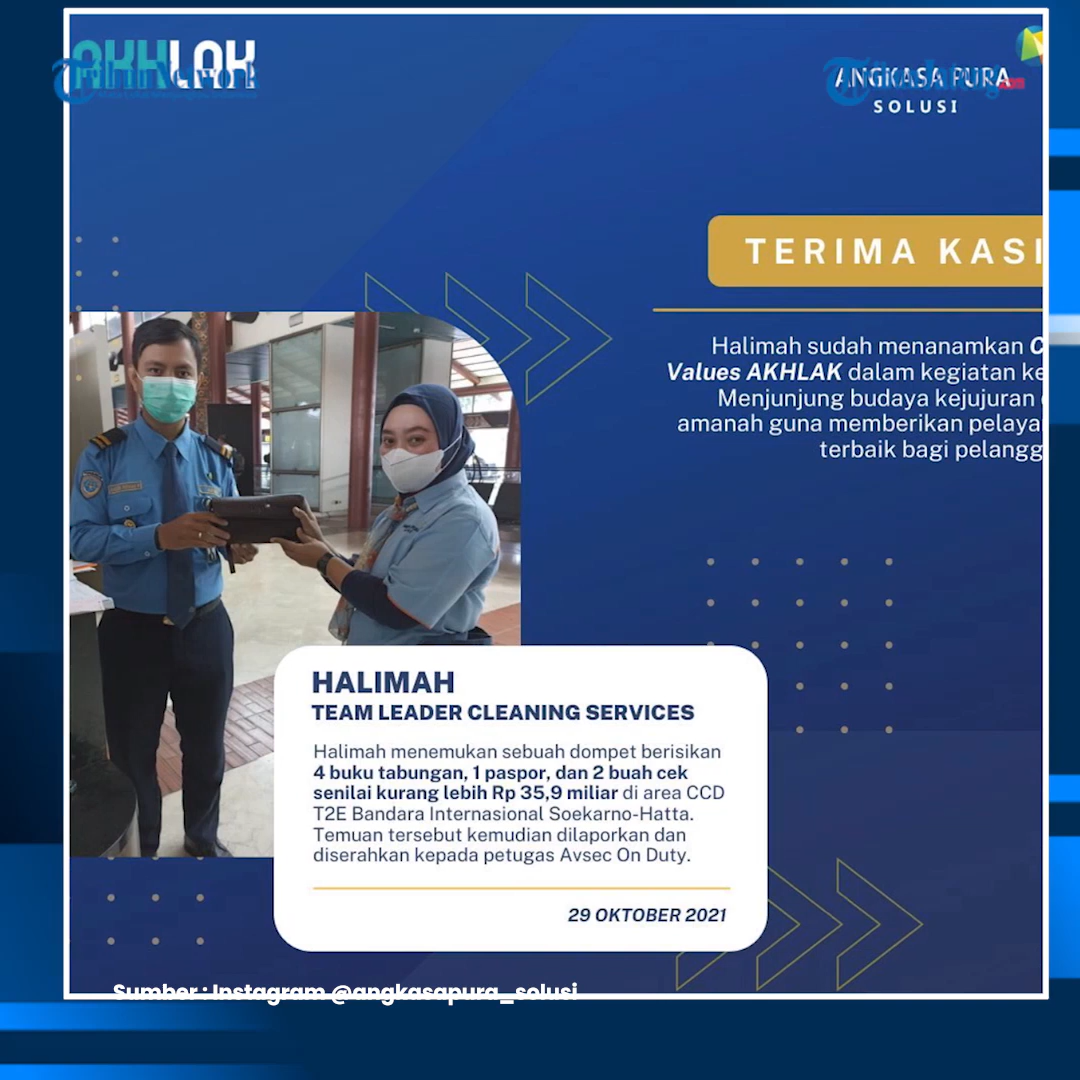 AKHLAK
Tribun Network
ANGKASA PURA
SOLUSI
TERIMA KASI
Halimah sudah menanamkan C
Values AKHLAK dalam kegiatan ke
Menjunjung budaya kejujuran
amanah guna memberikan pelaya
terbaik bagi pelangg
HALIMAH
TEAM LEADER CLEANING SERVICES
Halimah menemukan sebuah dompet berisikan
4 buku tabungan, 1 paspor, dan 2 buah cek
senilai kurang lebih Rp 35,9 miliar di area CCD
T2E Bandara Internasional Soekarno-Hatta.
Temuan tersebut kemudian dilaporkan dan
diserahkan kepada petugas Avsec On Duty.
29 OKTOBER 2021
Sumber : Instagram @angkasapura_solusi